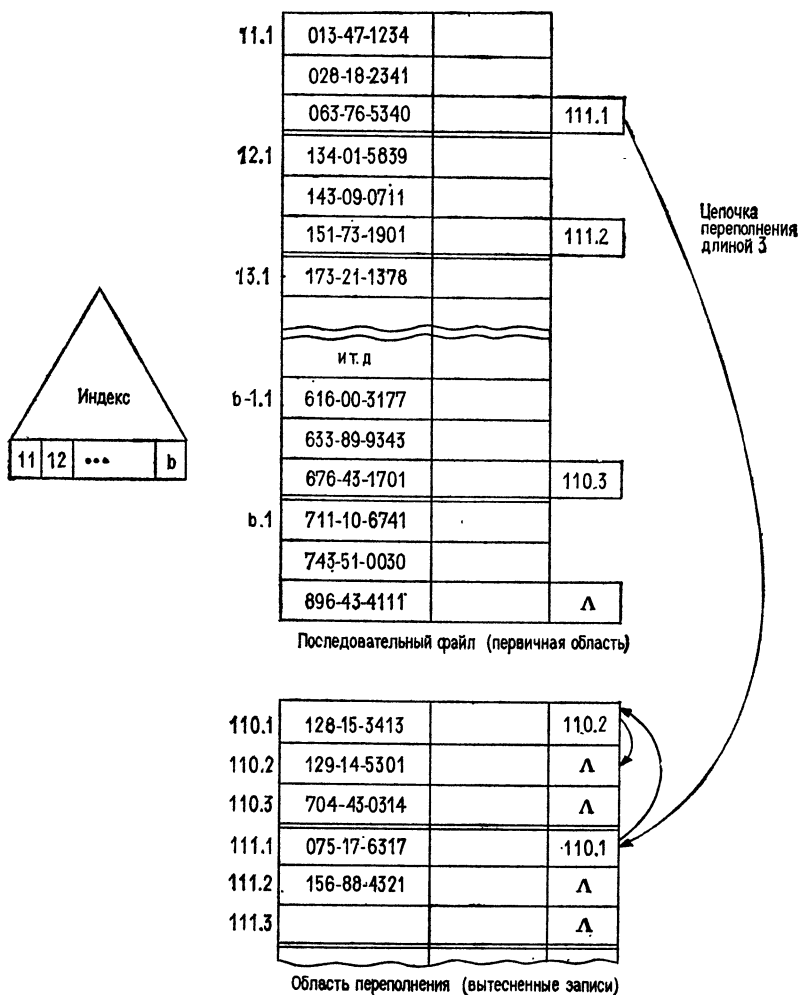 11.1 013-47-1234
028-18-2341
063-76-5340 111.1
12.1 134-01-5839
143-09-0711
151-73-1901 111.2
13.1 173-21-1378
Цепочка
переполнения
длиной 3
и т. д
Индекс
11 12 ••• b
b-1.1 616-00-3177
633-89-9343
676-43-1701 110.3
b.1 711-10-6741
743-51-0030
896-43-4111 Λ
Последовательный файл (первичная область)
110.1 128-15-3413 110.2
110.2 129-14-5301 Λ
110.3 704-43-0314 Λ
111.1 075-17-6317 110.1
111.2 156-88-4321 Λ
111.3 Λ
Область переполнения (вытесненные записи)